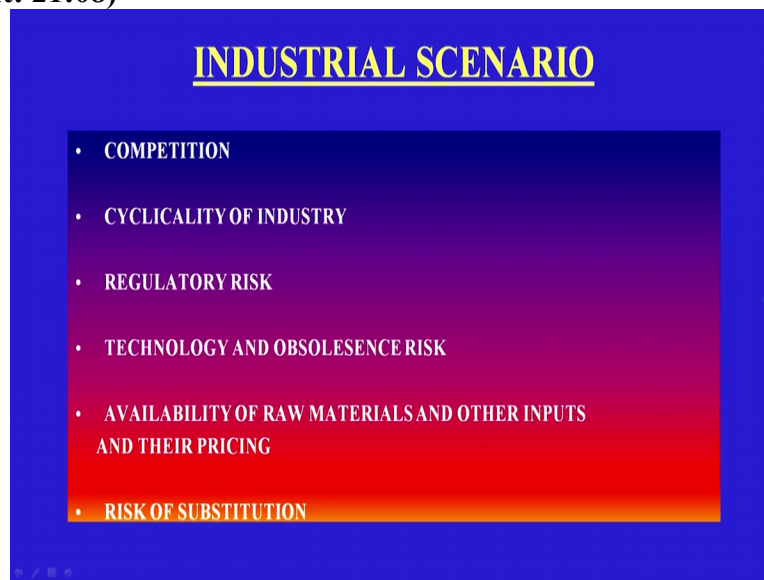 INDUSTRIAL SCENARIO
• COMPETITION
• CYCLICALITY OF INDUSTRY
• REGULATORY RISK
• TECHNOLOGY AND OBSOLESENCE RISK
• AVAILABILITY OF RAW MATERIALS AND OTHER INPUTS
AND THEIR PRICING
• RISK OF SUBSTITUTION